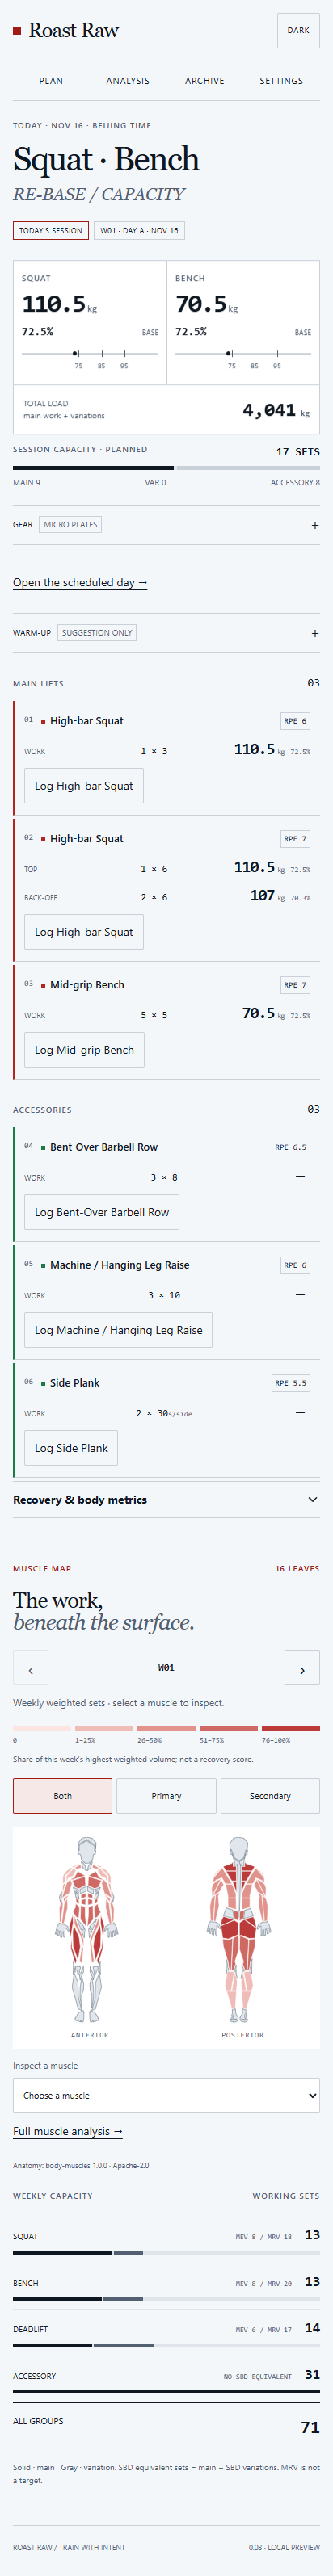 Roast Raw
DARK
PLAN ANALYSIS ARCHIVE SETTINGS
TODAY · NOV 16 · BEIJING TIME
Squat · Bench
RE-BASE / CAPACITY
TODAY'S SESSION W01 · DAY A · NOV 16
SQUAT BENCH
110.5 kg 70.5 kg
72.5% BASE 72.5% BASE
75 85 95 75 85 95
TOTAL LOAD
main work + variations
4,041 kg
SESSION CAPACITY · PLANNED 17 SETS
MAIN 9 VAR 0 ACCESSORY 8
GEAR MICRO PLATES +
Open the scheduled day →
WARM-UP SUGGESTION ONLY +
MAIN LIFTS 03
01 High-bar Squat RPE 6
WORK 1 × 3 110.5 kg 72.5%
Log High-bar Squat
02 High-bar Squat RPE 7
TOP 1 × 6 110.5 kg 72.5%
BACK-OFF 2 × 6 107 kg 70.3%
Log High-bar Squat
03 Mid-grip Bench RPE 7
WORK 5 × 5 70.5 kg 72.5%
Log Mid-grip Bench
ACCESSORIES 03
04 Bent-Over Barbell Row RPE 6.5
WORK 3 × 8 —
Log Bent-Over Barbell Row
05 Machine / Hanging Leg Raise RPE 6
WORK 3 × 10 —
Log Machine / Hanging Leg Raise
06 Side Plank RPE 5.5
WORK 2 × 30s/side —
Log Side Plank
Recovery & body metrics
MUSCLE MAP 16 LEAVES
The work,
beneath the surface.
‹ W01 ›
Weekly weighted sets · select a muscle to inspect.
0 1–25% 26–50% 51–75% 76–100%
Share of this week's highest weighted volume; not a recovery score.
Both Primary Secondary
ANTERIOR POSTERIOR
Inspect a muscle
Choose a muscle
Full muscle analysis →
Anatomy: body-muscles 1.0.0 · Apache-2.0
WEEKLY CAPACITY WORKING SETS
SQUAT MEV 8 / MRV 18 13
BENCH MEV 8 / MRV 20 13
DEADLIFT MEV 6 / MRV 17 14
ACCESSORY NO SBD EQUIVALENT 31
ALL GROUPS 71
Solid · main Gray · variation. SBD equivalent sets = main + SBD variations. MRV is not
a target.
ROAST RAW / TRAIN WITH INTENT 0.03 · LOCAL PREVIEW